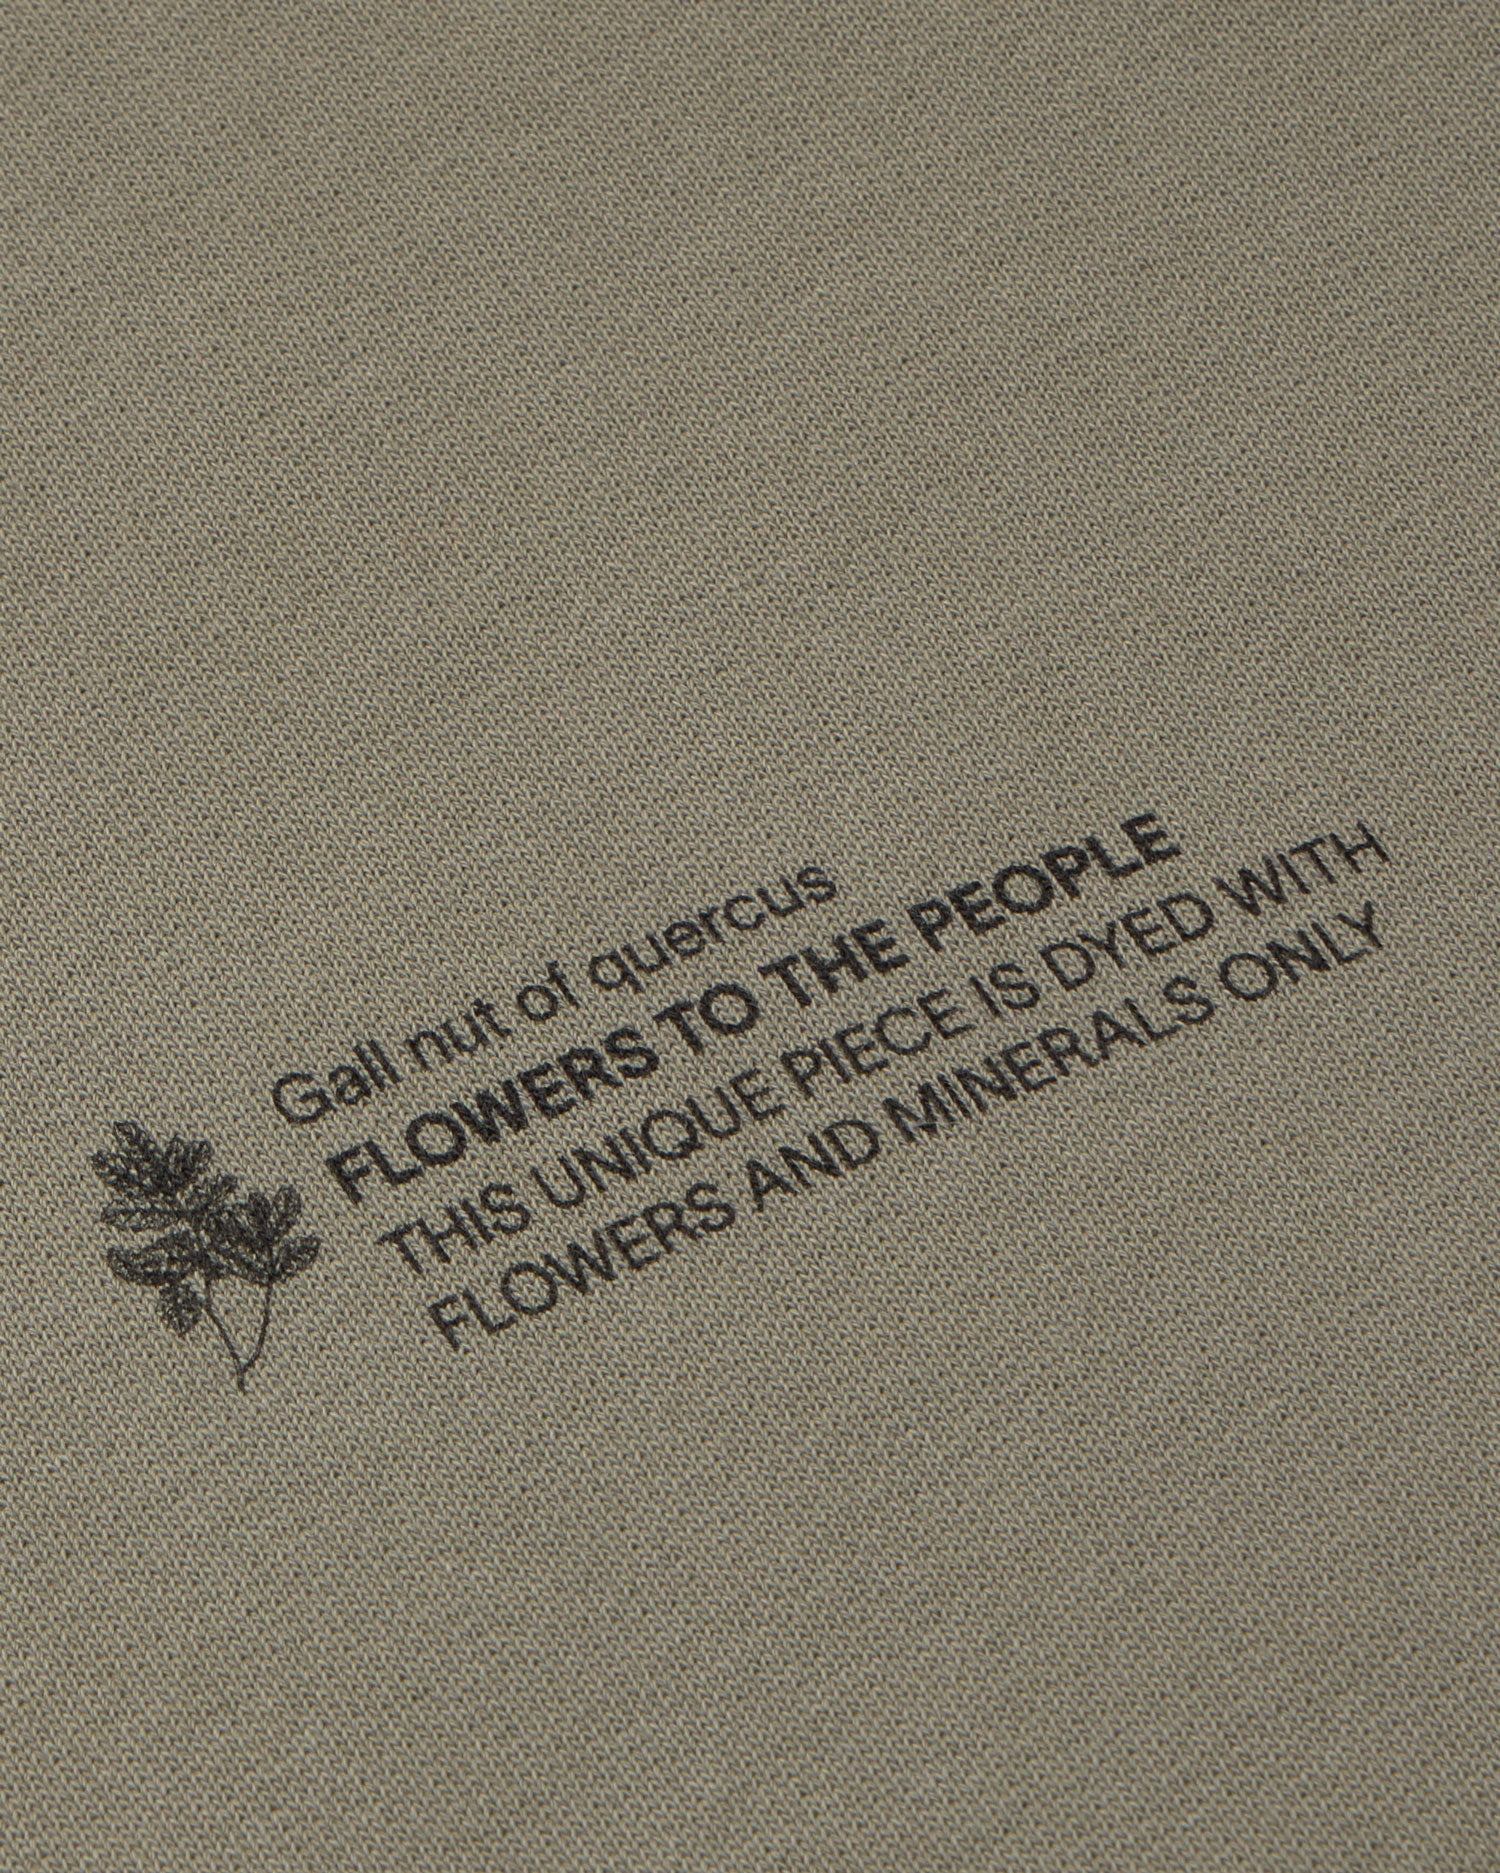 Gall nut of quercus
FLOWERS TO THE PEOPLE
THIS UNIQUE PIECE IS DYED WITH
FLOWERS AND MINERALS ONLY